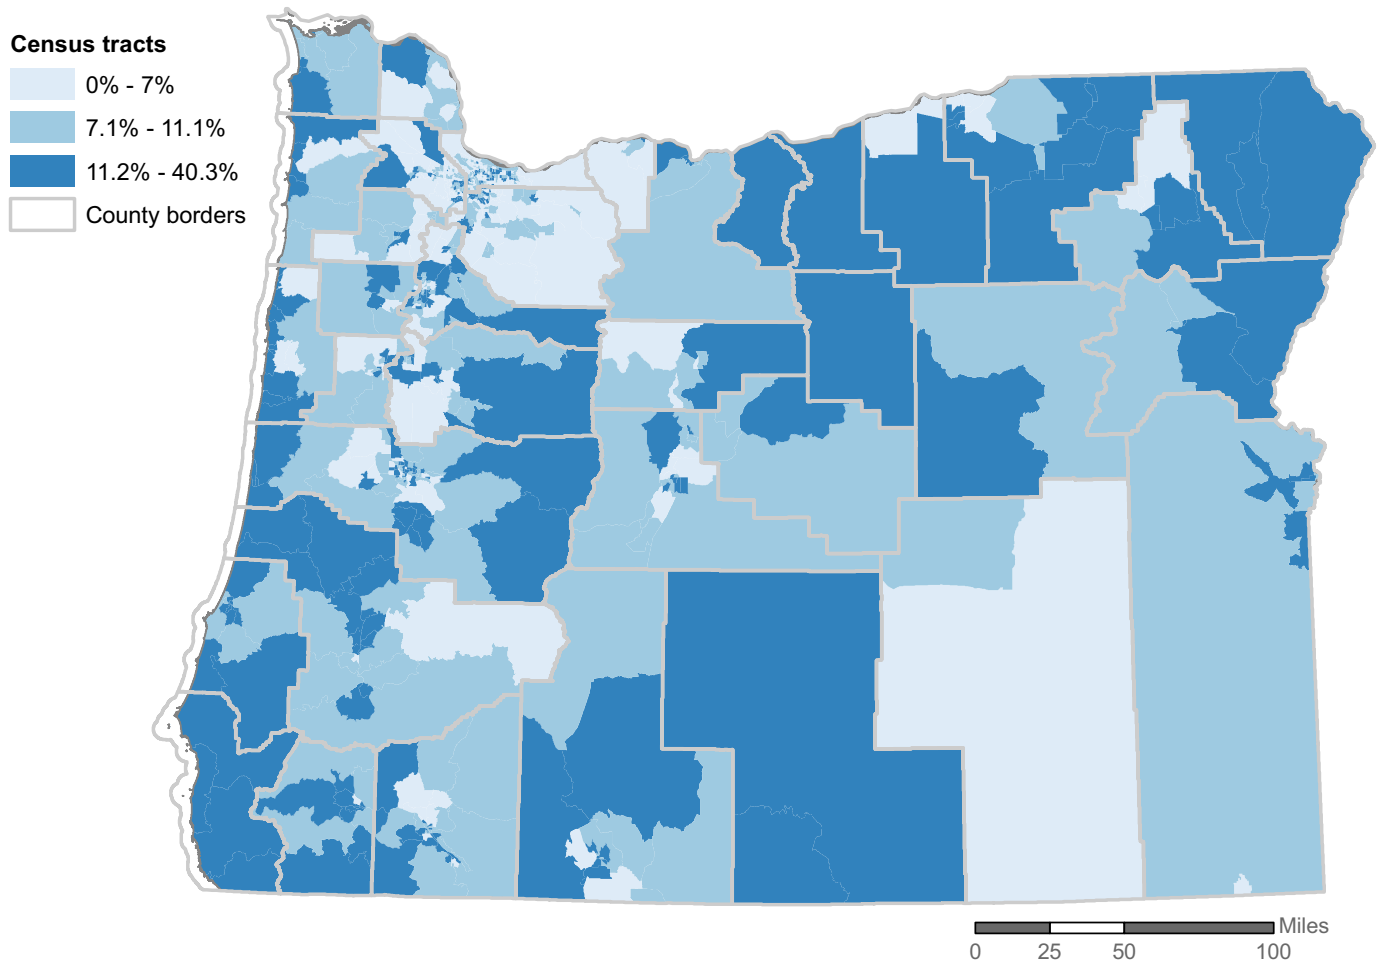 Census tracts
0% - 7%
7.1% - 11.1%
11.2% - 40.3%
County borders
Miles
0 25 50 100